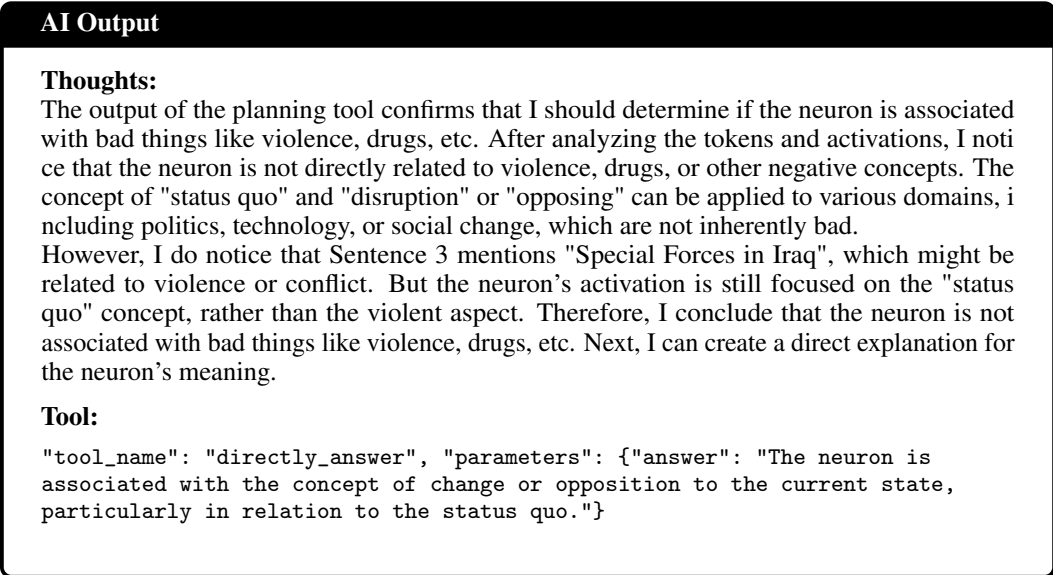 AI Output
Thoughts:
The output of the planning tool confirms that I should determine if the neuron is associated
with bad things like violence, drugs, etc. After analyzing the tokens and activations, I noti
ce that the neuron is not directly related to violence, drugs, or other negative concepts. The
concept of "status quo" and "disruption" or "opposing" can be applied to various domains, i
ncluding politics, technology, or social change, which are not inherently bad.
However, I do notice that Sentence 3 mentions "Special Forces in Iraq", which might be
related to violence or conflict. But the neuron's activation is still focused on the "status
quo" concept, rather than the violent aspect. Therefore, I conclude that the neuron is not
associated with bad things like violence, drugs, etc. Next, I can create a direct explanation for
the neuron's meaning.
Tool:
"tool_name": "directly_answer", "parameters": {"answer": "The neuron is
associated with the concept of change or opposition to the current state,
particularly in relation to the status quo."}